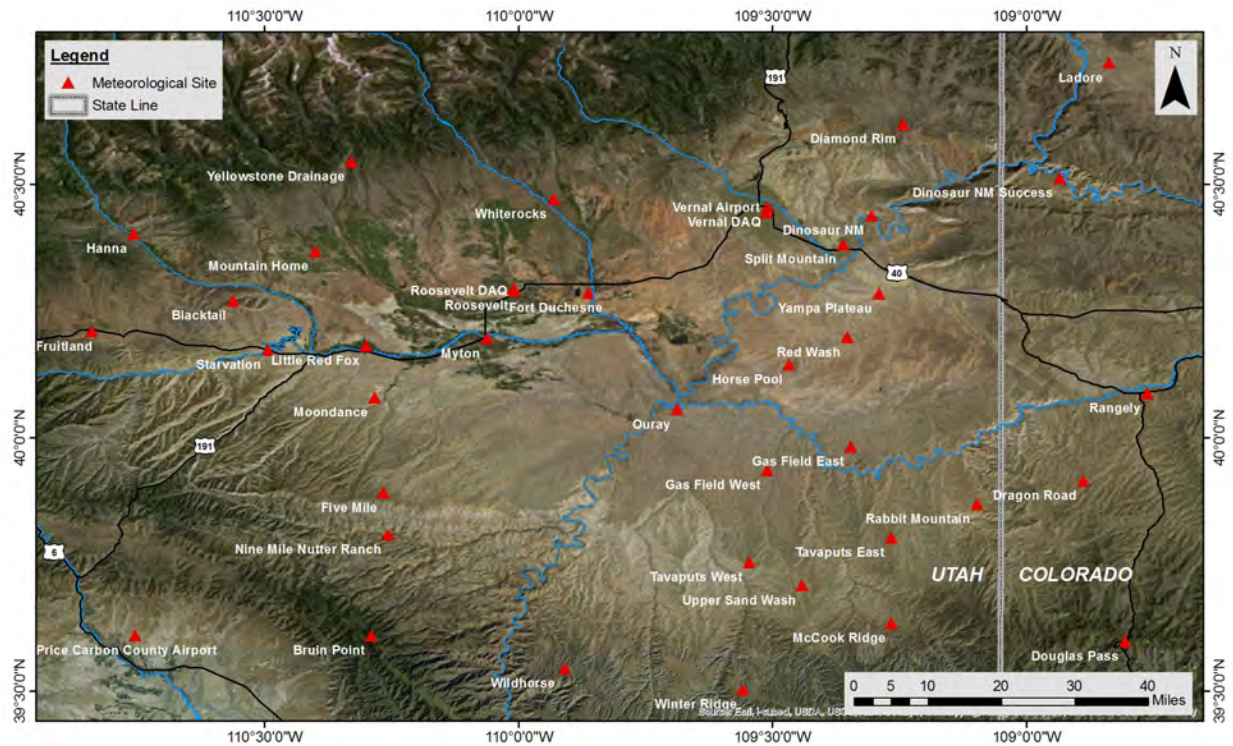 110°30'0"W 110°0'0"W 109°30'0"W 109°0'0"W
Legend
Meteorological Site
State Line
N
191
Ladore
Diamond Rim
Yellowstone Drainage
40°30'0"N
40°30'0"N
Dinosaur NM Success
Whiterocks
Vernal Airport
Vernal DAQ
Dinosaur NM
Hanna
Mountain Home
Split Mountain
40
Roosevelt DAQ
Roosevelt
Fort Duchesne
Yampa Plateau
Blacktail
Fruitland
Starvation
Little Red Fox
Myton
Red Wash
Horse Pool
Moondance
Ouray
Rangely
40°0'0"N
40°0'0"N
191
Gas Field East
Gas Field West
Dragon Road
Five Mile
Rabbit Mountain
Nine Mile Nutter Ranch
6
Tavaputs East
Tavaputs West
UTAH
COLORADO
Upper Sand Wash
McCook Ridge
Price Carbon County Airport
Bruin Point
Douglas Pass
Wildhorse
Winter Ridge
0 5 10 20 30 40
Miles
39°30'0"N
39°30'0"N
110°30'0"W 110°0'0"W 109°30'0"W 109°0'0"W